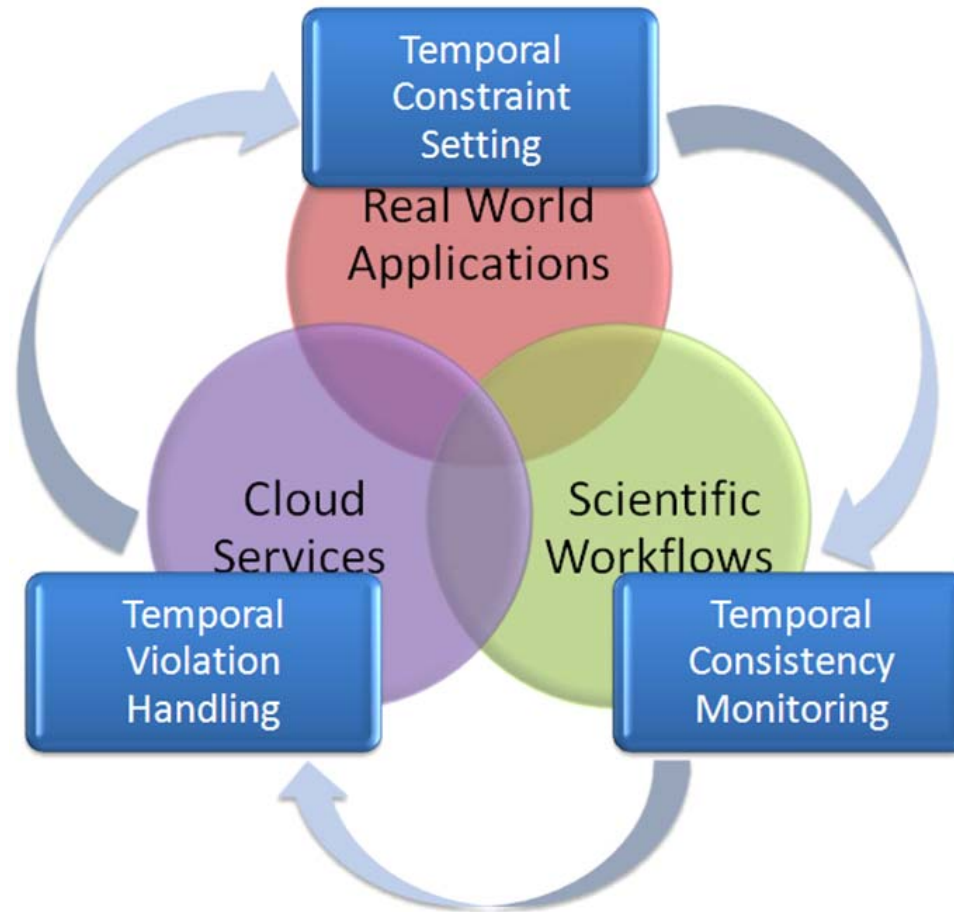 Temporal
Constraint
Setting
Real World
Applications
Cloud
Services
Scientific
Workflows
Temporal
Violation
Handling
Temporal
Consistency
Monitoring